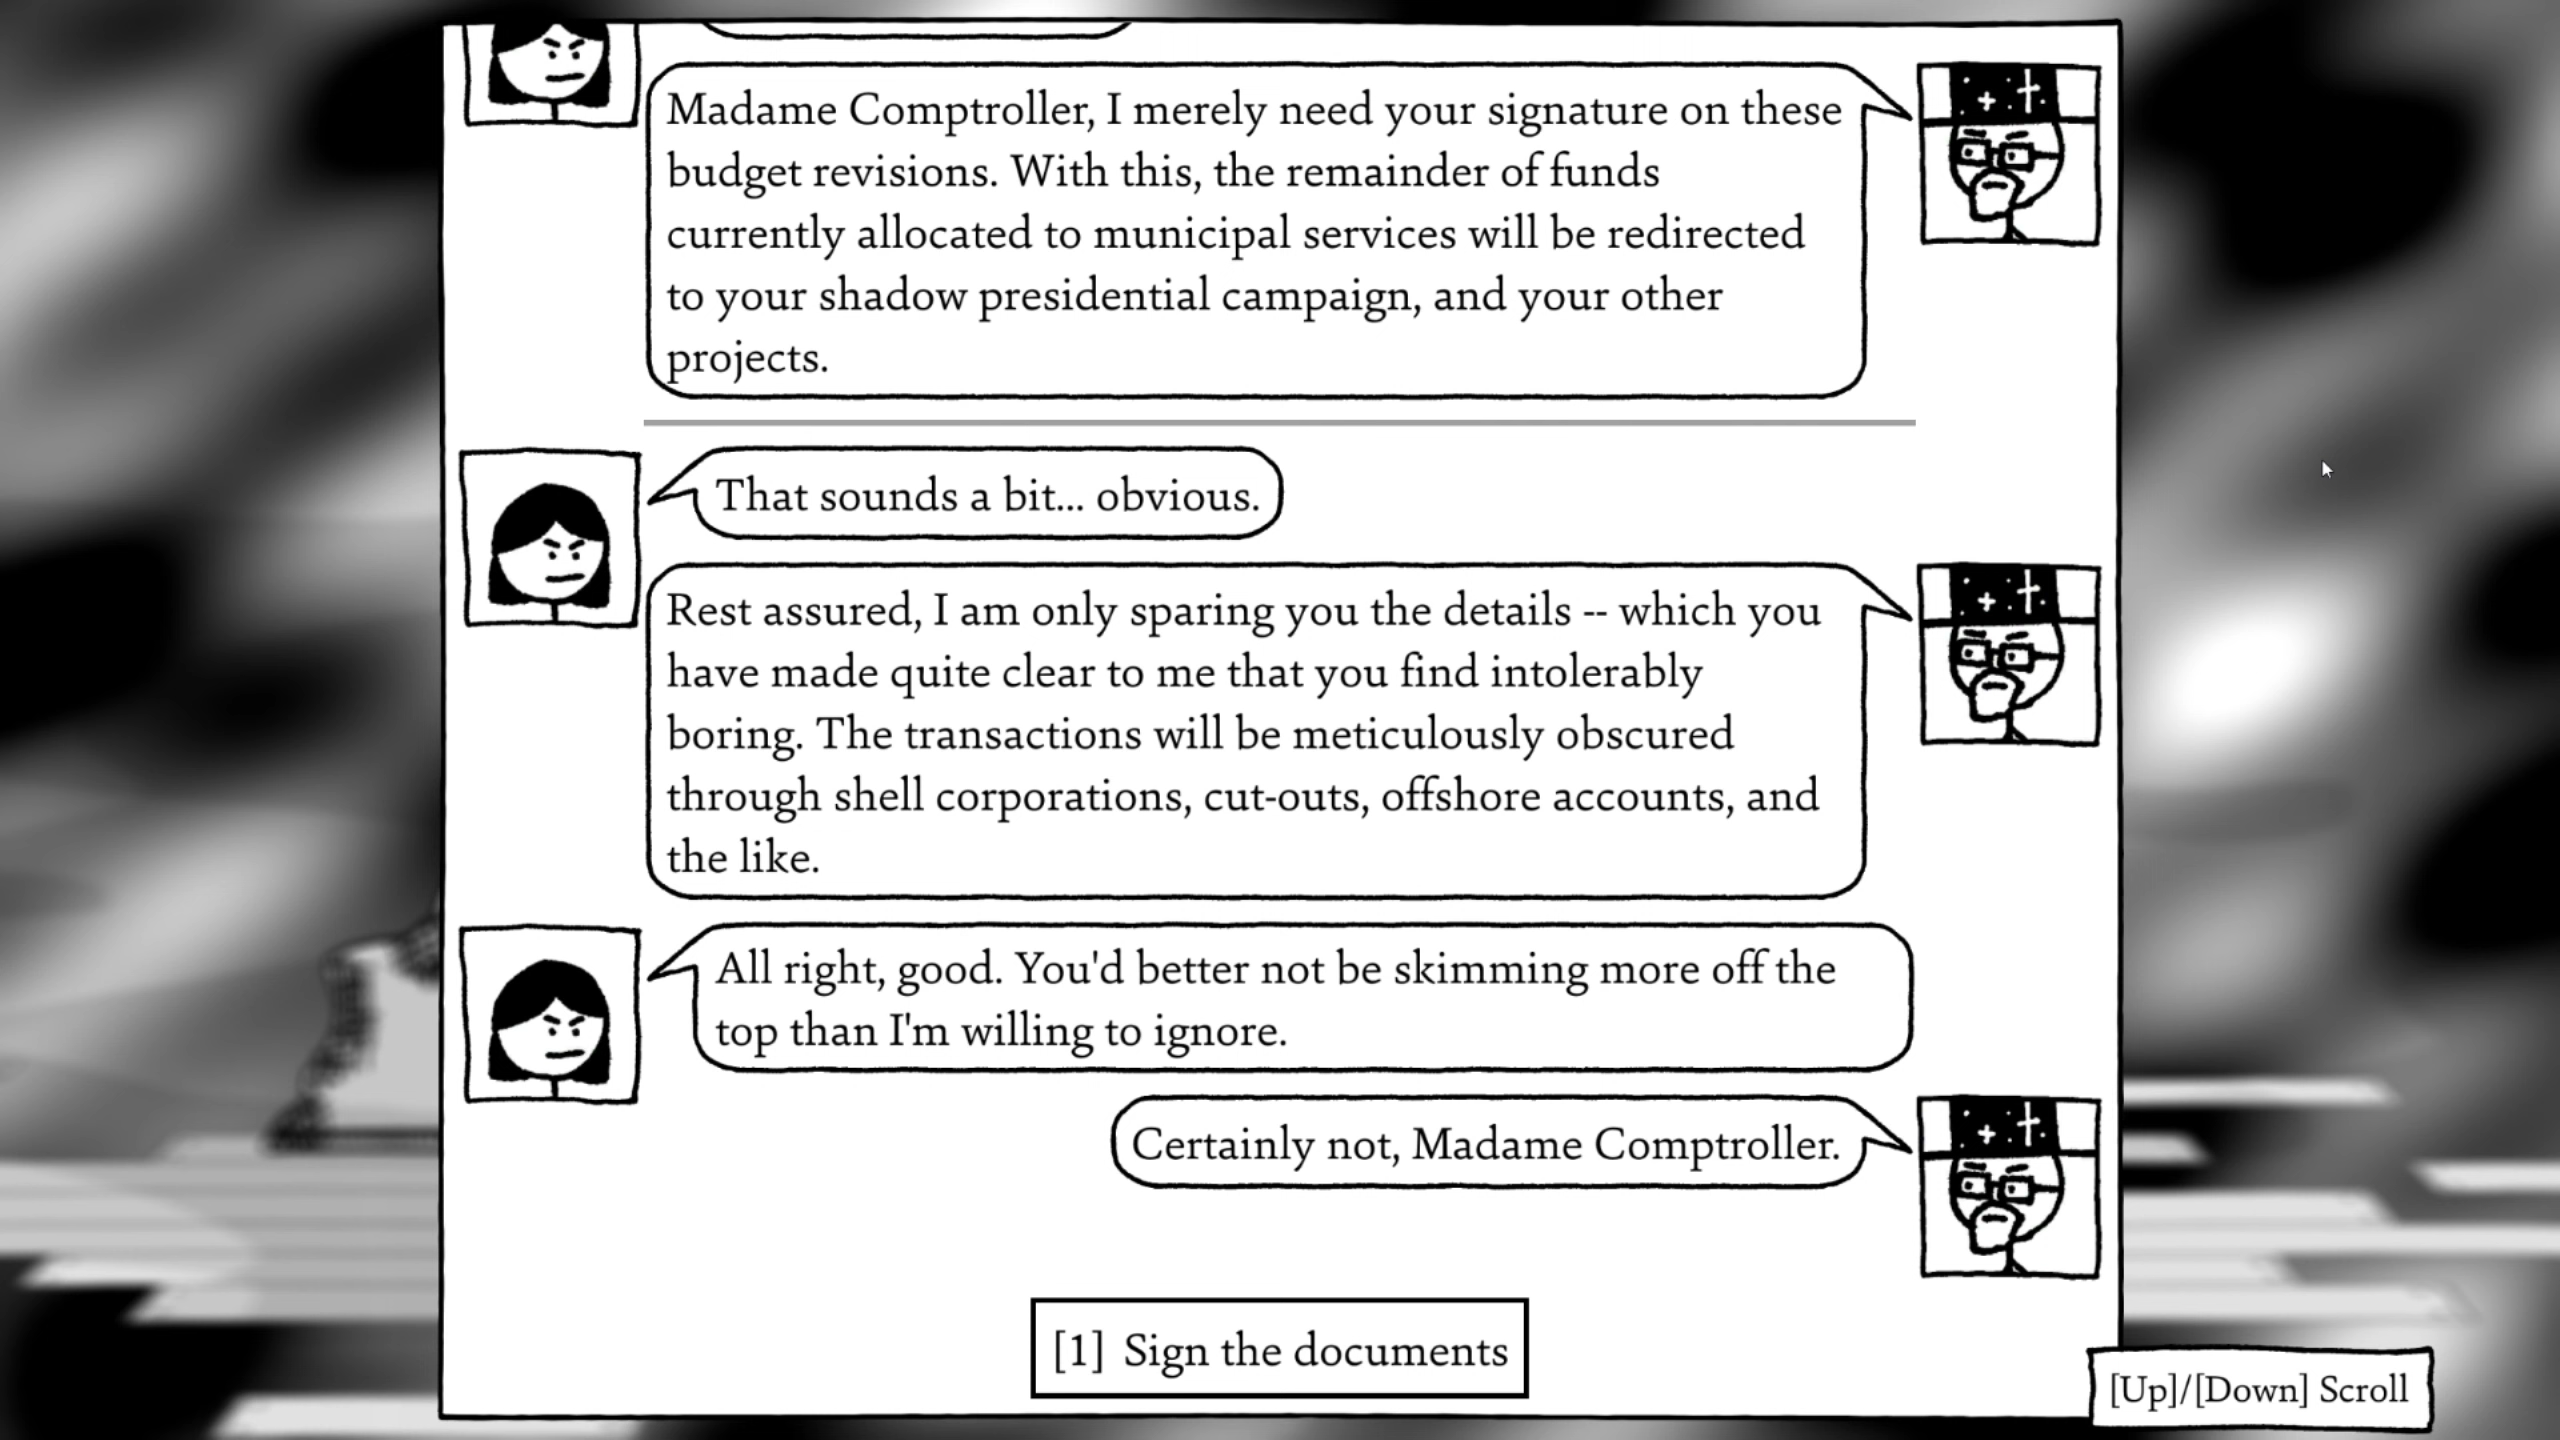 Madame Comptroller, I merely need your signature on these
budget revisions. With this, the remainder of funds
currently allocated to municipal services will be redirected
to your shadow presidential campaign, and your other
projects.
That sounds a bit... obvious.
Rest assured, I am only sparing you the details -- which you
have made quite clear to me that you find intolerably
boring. The transactions will be meticulously obscured
through shell corporations, cut-outs, offshore accounts, and
the like.
All right, good. You'd better not be skimming more off the
top than I'm willing to ignore.
Certainly not, Madame Comptroller.
[1] Sign the documents
[Up]/[Down] Scroll